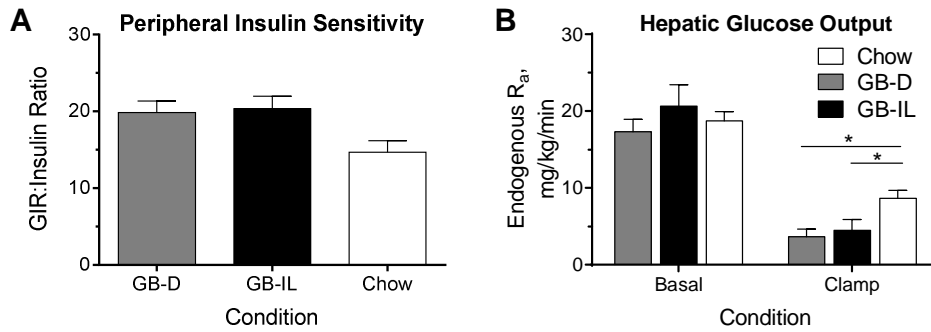 A
Peripheral Insulin Sensitivity
30
20
10
0
GIR:Insulin Ratio
GB-D
GB-IL
Chow
Condition
B
Hepatic Glucose Output
30
20
10
0
Endogenous Ra,
mg/kg/min
Chow
GB-D
GB-IL
*
*
Basal
Clamp
Condition